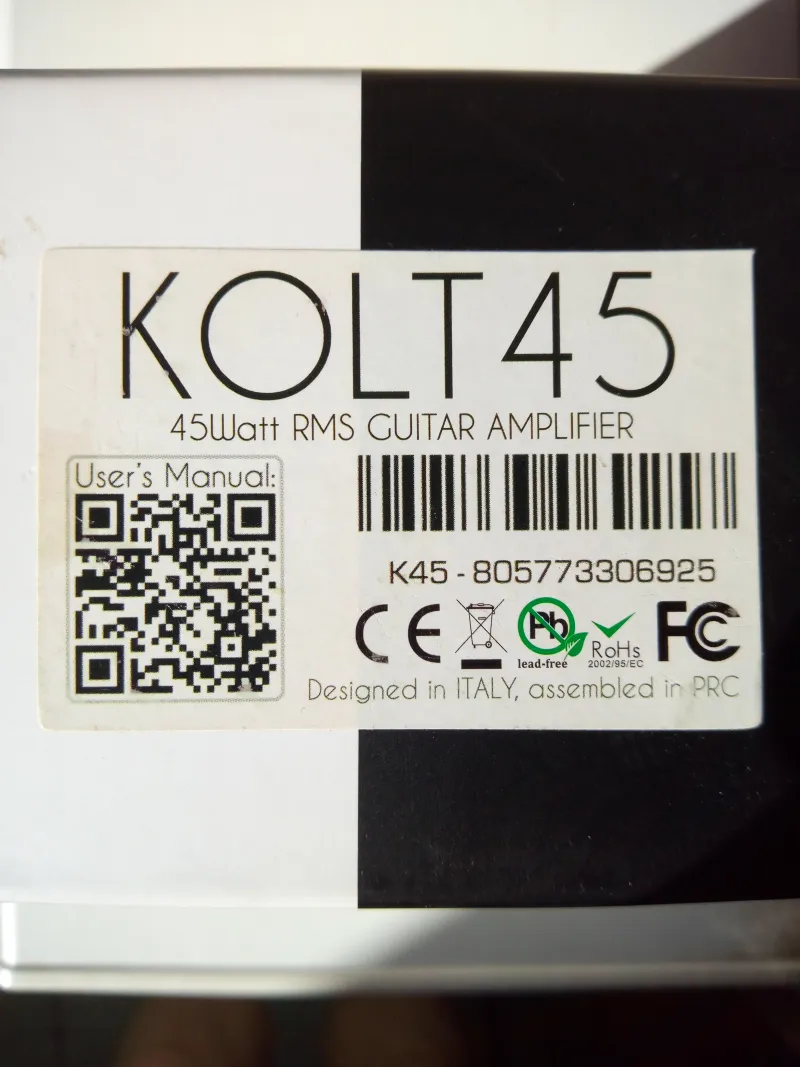 KOLT45
45Watt RMS GUITAR AMPLIFIER
User's Manual:
K45 - 805773306925
CE
Pb
lead-free
RoHs
2002/95/EC
FC
Designed in ITALY, assembled in PRC